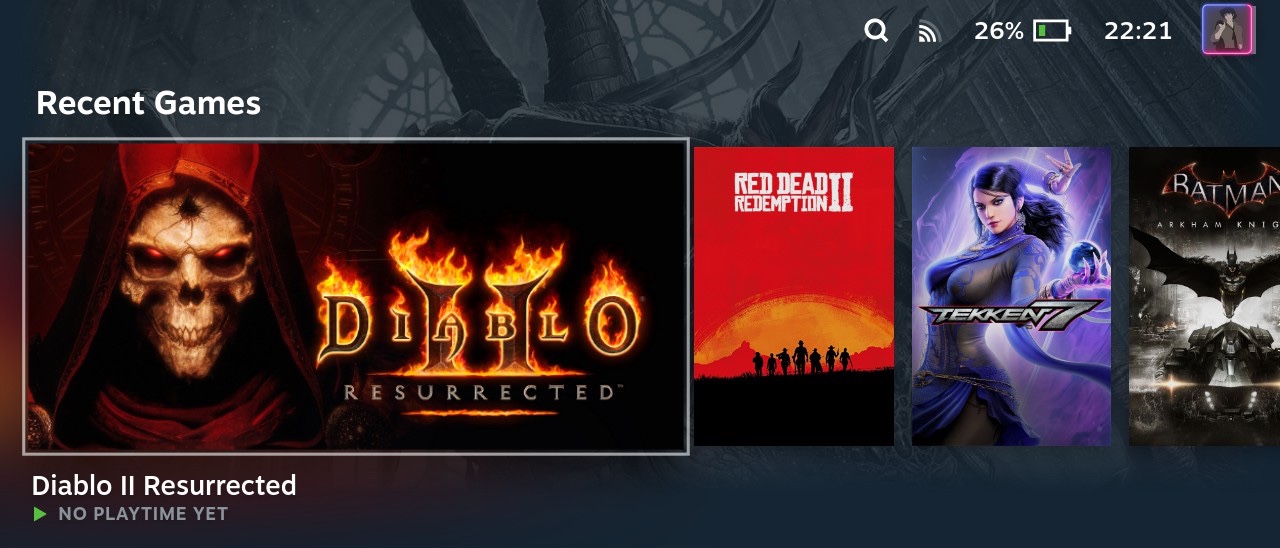 26%
22:21
Recent Games
DIABLO
II
RESURRECTED™
RED DEAD
REDEMPTION II
TEKKEN 7
BATMAN
ARKHAM KNIG
Diablo II Resurrected
NO PLAYTIME YET